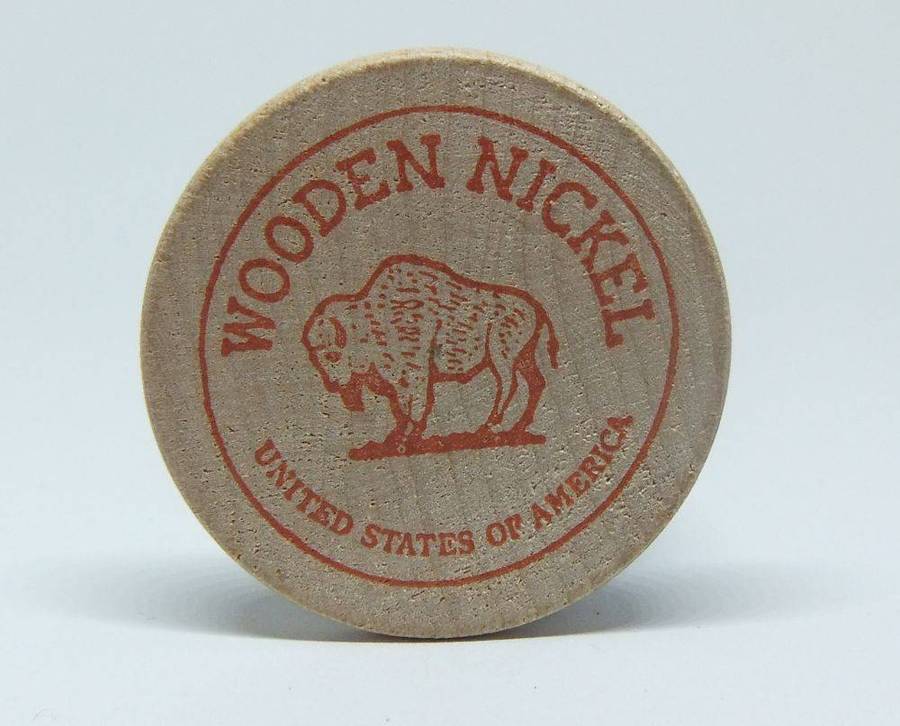 WOODEN NICKEL
UNITED STATES OF AMERICA